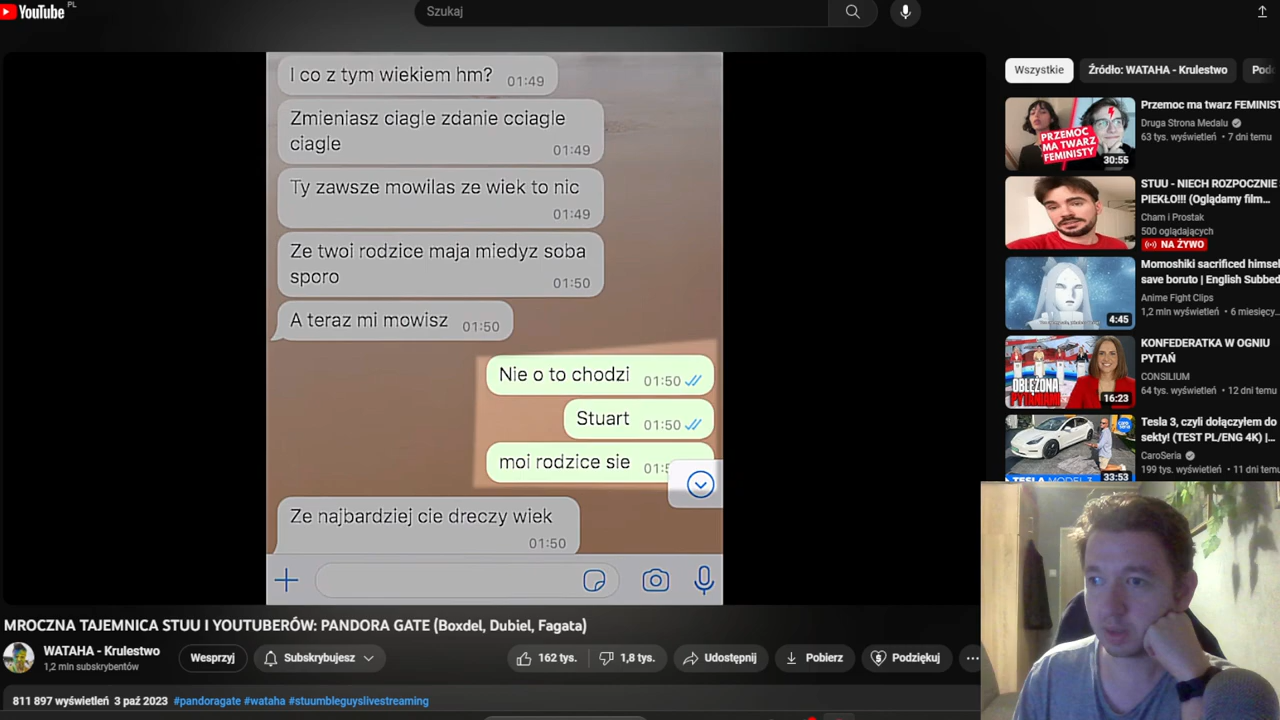 YouTube PL
Szukaj
I co z tym wiekiem hm? 01:49
Zmieniasz ciagle zdanie cciagle
ciagle 01:49
Ty zawsze mowilas ze wiek to nic
01:49
Ze twoi rodzice maja miedyz soba
sporo 01:50
A teraz mi mowisz 01:50
Nie o to chodzi 01:50
Stuart 01:50
moi rodzice sie
Ze najbardziej cie dreczy wiek
01:50
MROCZNA TAJEMNICA STUU I YOUTUBERÓW: PANDORA GATE (Boxdel, Dubiel, Fagata)
WATAHA - Krulestwo
1,2 mln subskrybentów
Wesprzyj
Subskrybujesz
162 tys.
1,8 tys.
Udostępnij
Pobierz
Podziękuj
811 897 wyświetleń 3 paź 2023 #pandoragate #wataha #stuumbleguyslivestreaming
Wszystkie
Źródło: WATAHA - Krulestwo
PRZEMOC
MA TWARZ
FEMINISTY
30:55
Przemoc ma twarz FEMINIST
Druga Strona Medalu
63 tys. wyświetleń • 7 dni temu
STUU - NIECH ROZPOCZNIE
PIEKŁO!!! (Oglądamy film...
Cham i Prostak
500 oglądających
NA ŻYWO
4:45
Momoshiki sacrificed himsel
save boruto | English Subbed
Anime Fight Clips
1,2 mln wyświetleń • 6 miesięcy
OBLĘŻONA
PYTANIAMI
16:23
KONFEDERATKA W OGNIU
PYTAŃ
CONSILIUM
64 tys. wyświetleń • 12 dni temu
TESLA MODEL 3
33:53
Tesla 3, czyli dołączyłem do
sekty! (TEST PL/ENG 4K) |...
CaroSeria
199 tys. wyświetleń • 11 dni temu